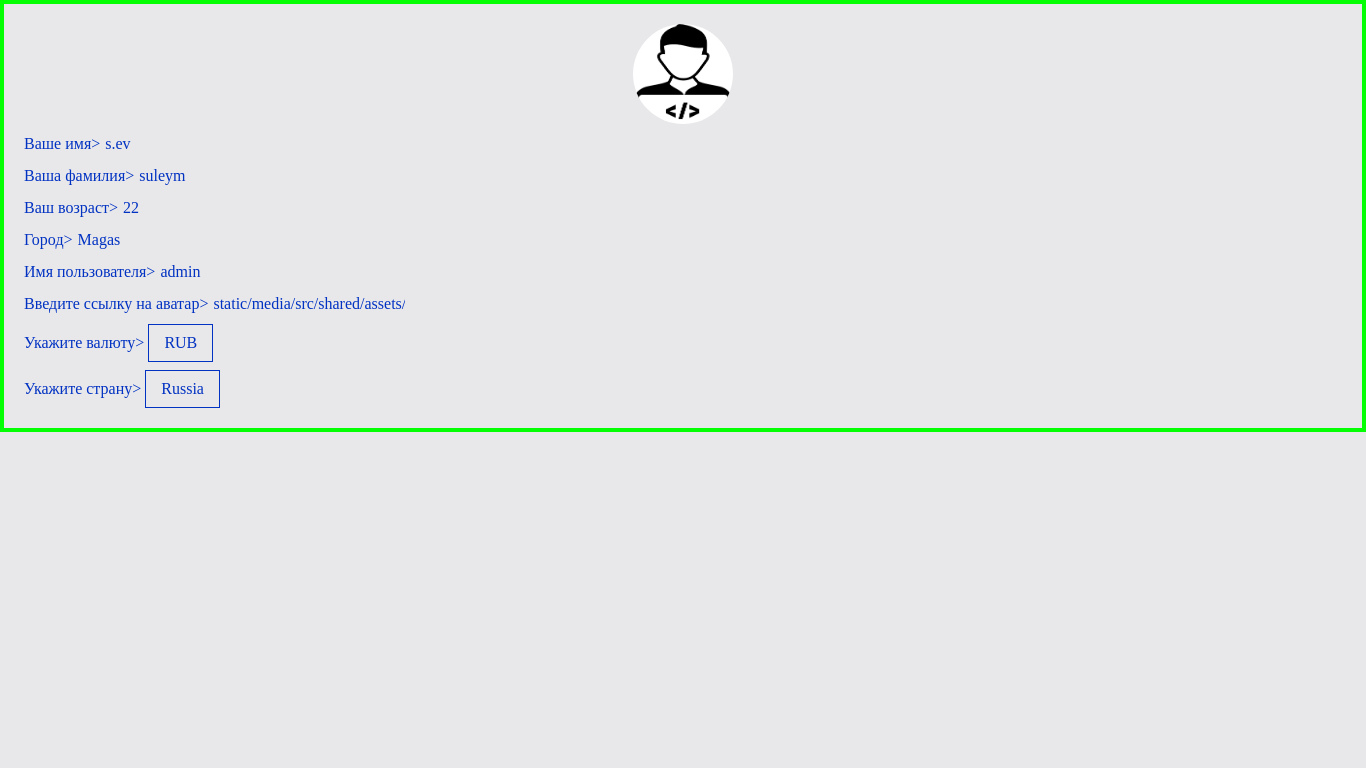 </>
Ваше имя> s.ev
Ваша фамилия> suleym
Ваш возраст> 22
Город> Magas
Имя пользователя> admin
Введите ссылку на аватар> static/media/src/shared/assets/
Укажите валюту> RUB
Укажите страну> Russia